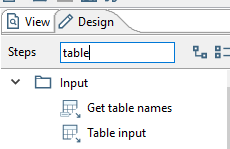 View Design
Steps table
Input
Get table names
Table input